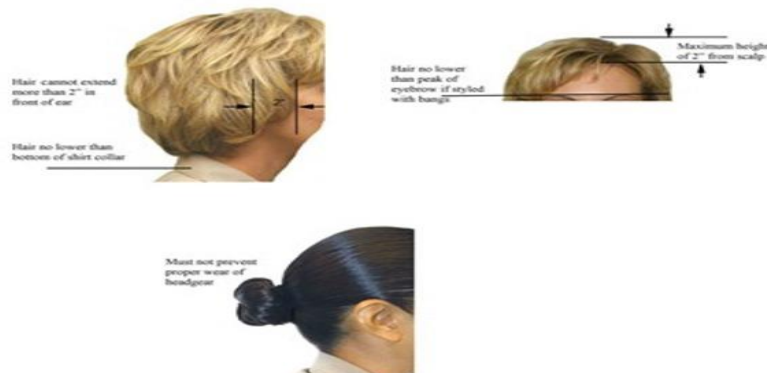 Hair cannot extend
more than 2" in
front of ear
2"
Hair no lower than
bottom of shirt collar
Hair no lower
than peak of
eyebrow if styled
with bangs
Maximum height
of 2" from scalp
Must not prevent
proper wear of
headgear